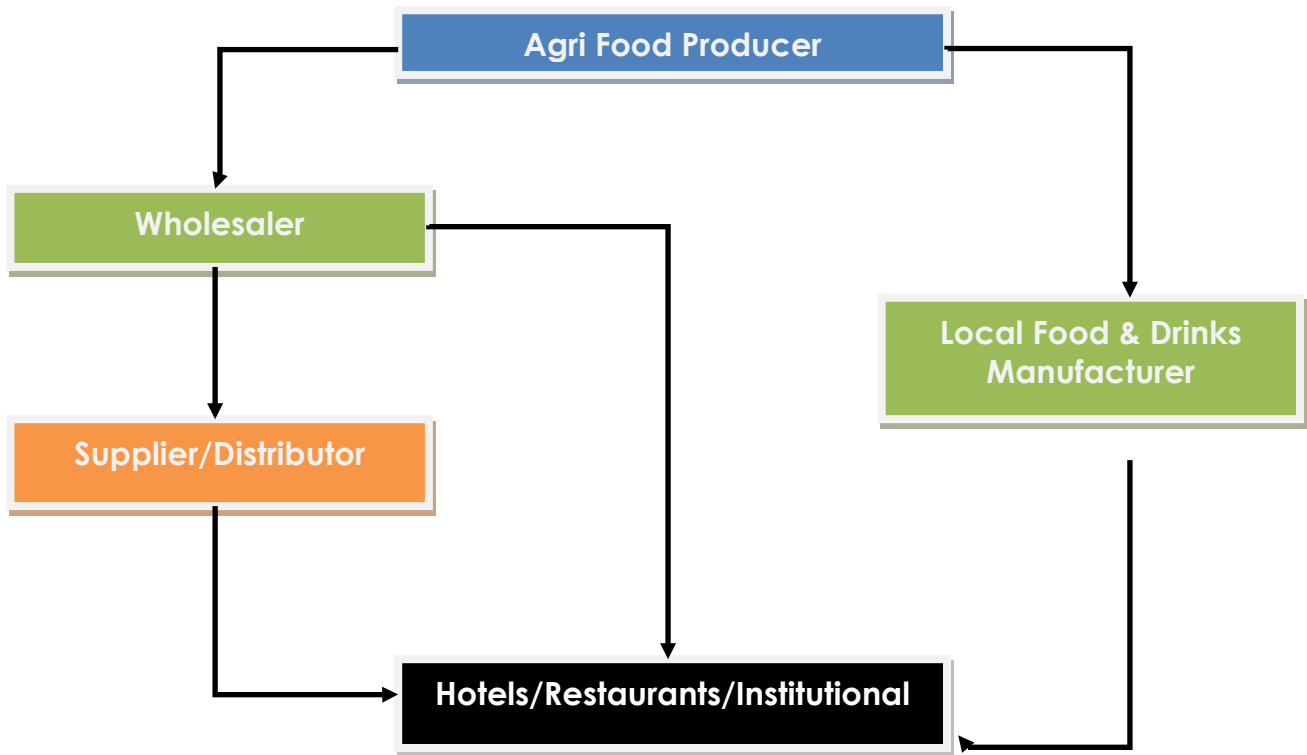 Agri Food Producer
Wholesaler
Local Food & Drinks
Manufacturer
Supplier/Distributor
Hotels/Restaurants/Institutional